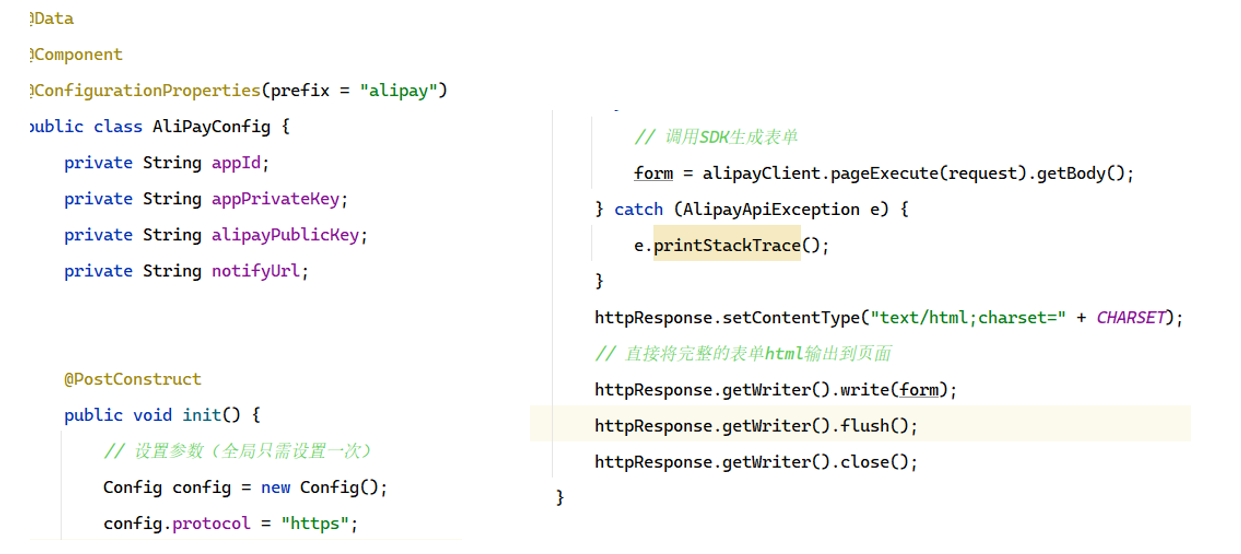 @Data
@Component
@ConfigurationProperties(prefix = "alipay")
public class AliPayConfig {
private String appId;
private String appPrivateKey;
private String alipayPublicKey;
private String notifyUrl;
@PostConstruct
public void init() {
// 设置参数（全局只需设置一次）
Config config = new Config();
config.protocol = "https";
// 调用SDK生成表单
form = alipayClient.pageExecute(request).getBody();
} catch (AlipayApiException e) {
e.printStackTrace();
}
httpResponse.setContentType("text/html;charset=" + CHARSET);
// 直接将完整的表单html输出到页面
httpResponse.getWriter().write(form);
httpResponse.getWriter().flush();
httpResponse.getWriter().close();
}